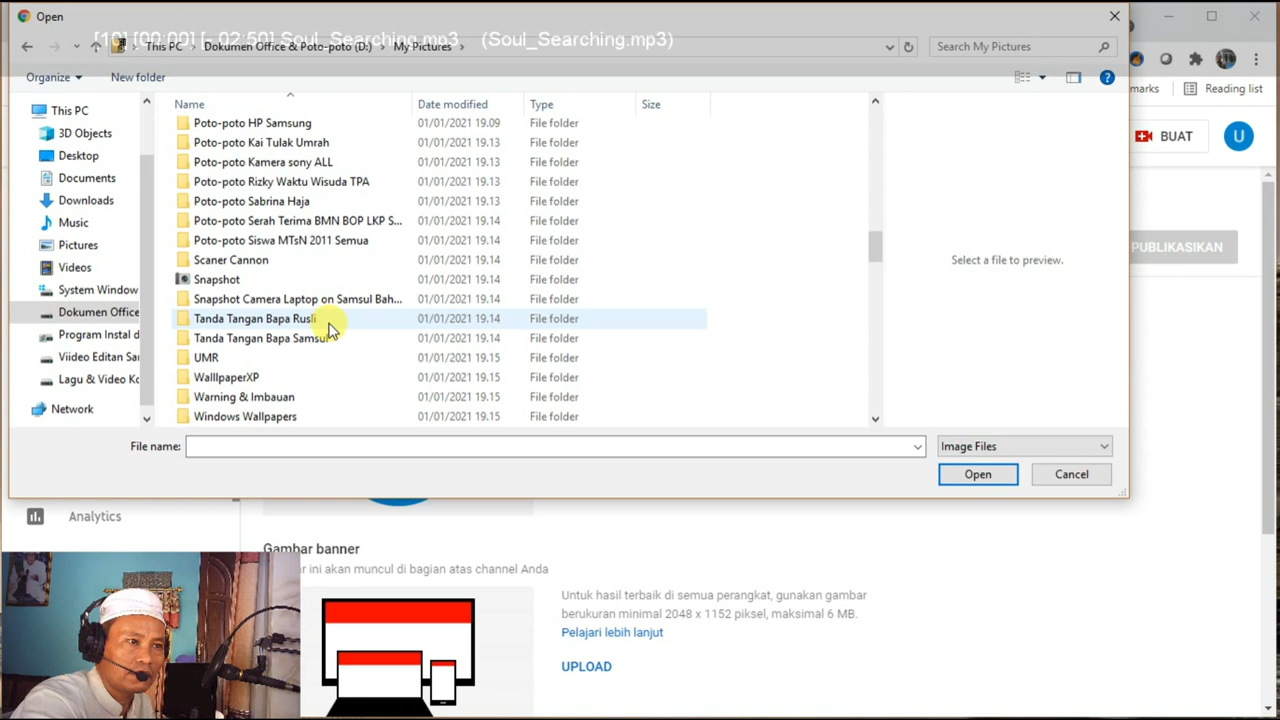 Open
[10] [00:00] [- 02:50] Soul_Searching.mp3 (Soul_Searching.mp3)
This PC > Dokumen Office & Poto-poto (D:) > My Pictures >
Search My Pictures
Organize
New folder
This PC
3D Objects
Desktop
Documents
Downloads
Music
Pictures
Videos
System Window
Dokumen Office
Program Instal d
Viideo Editan Sar
Lagu & Video Ko
Network
Name Date modified Type Size
Poto-poto HP Samsung 01/01/2021 19.09 File folder
Poto-poto Kai Tulak Umrah 01/01/2021 19.13 File folder
Poto-poto Kamera sony ALL 01/01/2021 19.13 File folder
Poto-poto Rizky Waktu Wisuda TPA 01/01/2021 19.13 File folder
Poto-poto Sabrina Haja 01/01/2021 19.13 File folder
Poto-poto Serah Terima BMN BOP LKP S... 01/01/2021 19.14 File folder
Poto-poto Siswa MTsN 2011 Semua 01/01/2021 19.14 File folder
Scaner Cannon 01/01/2021 19.14 File folder
Snapshot 01/01/2021 19.14 File folder
Snapshot Camera Laptop on Samsul Bah... 01/01/2021 19.14 File folder
Tanda Tangan Bapa Rusli 01/01/2021 19.14 File folder
Tanda Tangan Bapa Samsul 01/01/2021 19.14 File folder
UMR 01/01/2021 19.15 File folder
WalllpaperXP 01/01/2021 19.15 File folder
Warning & Imbauan 01/01/2021 19.15 File folder
Windows Wallpapers 01/01/2021 19.15 File folder
Select a file to preview.
File name:
Image Files
Open
Cancel
marks
Reading list
BUAT
U
PUBLIKASIKAN
Analytics
Gambar banner
ar ini akan muncul di bagian atas channel Anda
Untuk hasil terbaik di semua perangkat, gunakan gambar
berukuran minimal 2048 x 1152 piksel, maksimal 6 MB.
Pelajari lebih lanjut
UPLOAD